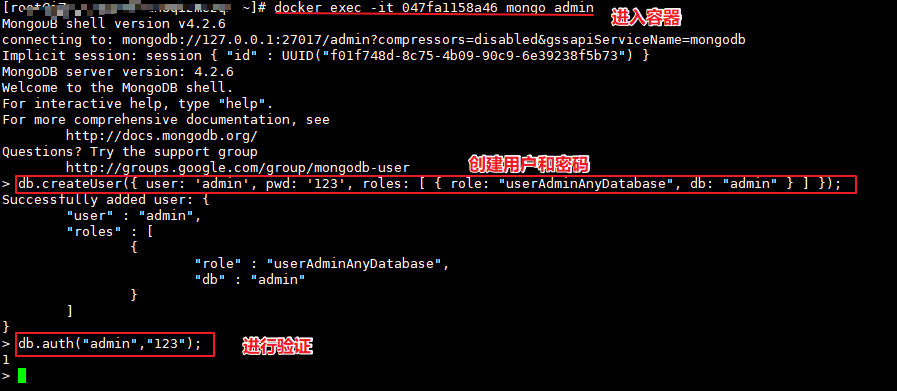 [root@iZ ~]# docker exec -it 047fa1158a46 mongo admin
进入容器
MongoDB shell version v4.2.6
connecting to: mongodb://127.0.0.1:27017/admin?compressors=disabled&gssapiServiceName=mongodb
Implicit session: session { "id" : UUID("f01f748d-8c75-4b09-90c9-6e39238f5b73") }
MongoDB server version: 4.2.6
Welcome to the MongoDB shell.
For interactive help, type "help".
For more comprehensive documentation, see
http://docs.mongodb.org/
Questions? Try the support group
http://groups.google.com/group/mongodb-user
创建用户和密码
> db.createUser({ user: 'admin', pwd: '123', roles: [ { role: "userAdminAnyDatabase", db: "admin" } ] });
Successfully added user: {
"user" : "admin",
"roles" : [
{
"role" : "userAdminAnyDatabase",
"db" : "admin"
}
]
}
> db.auth("admin","123");
进行验证
1
>